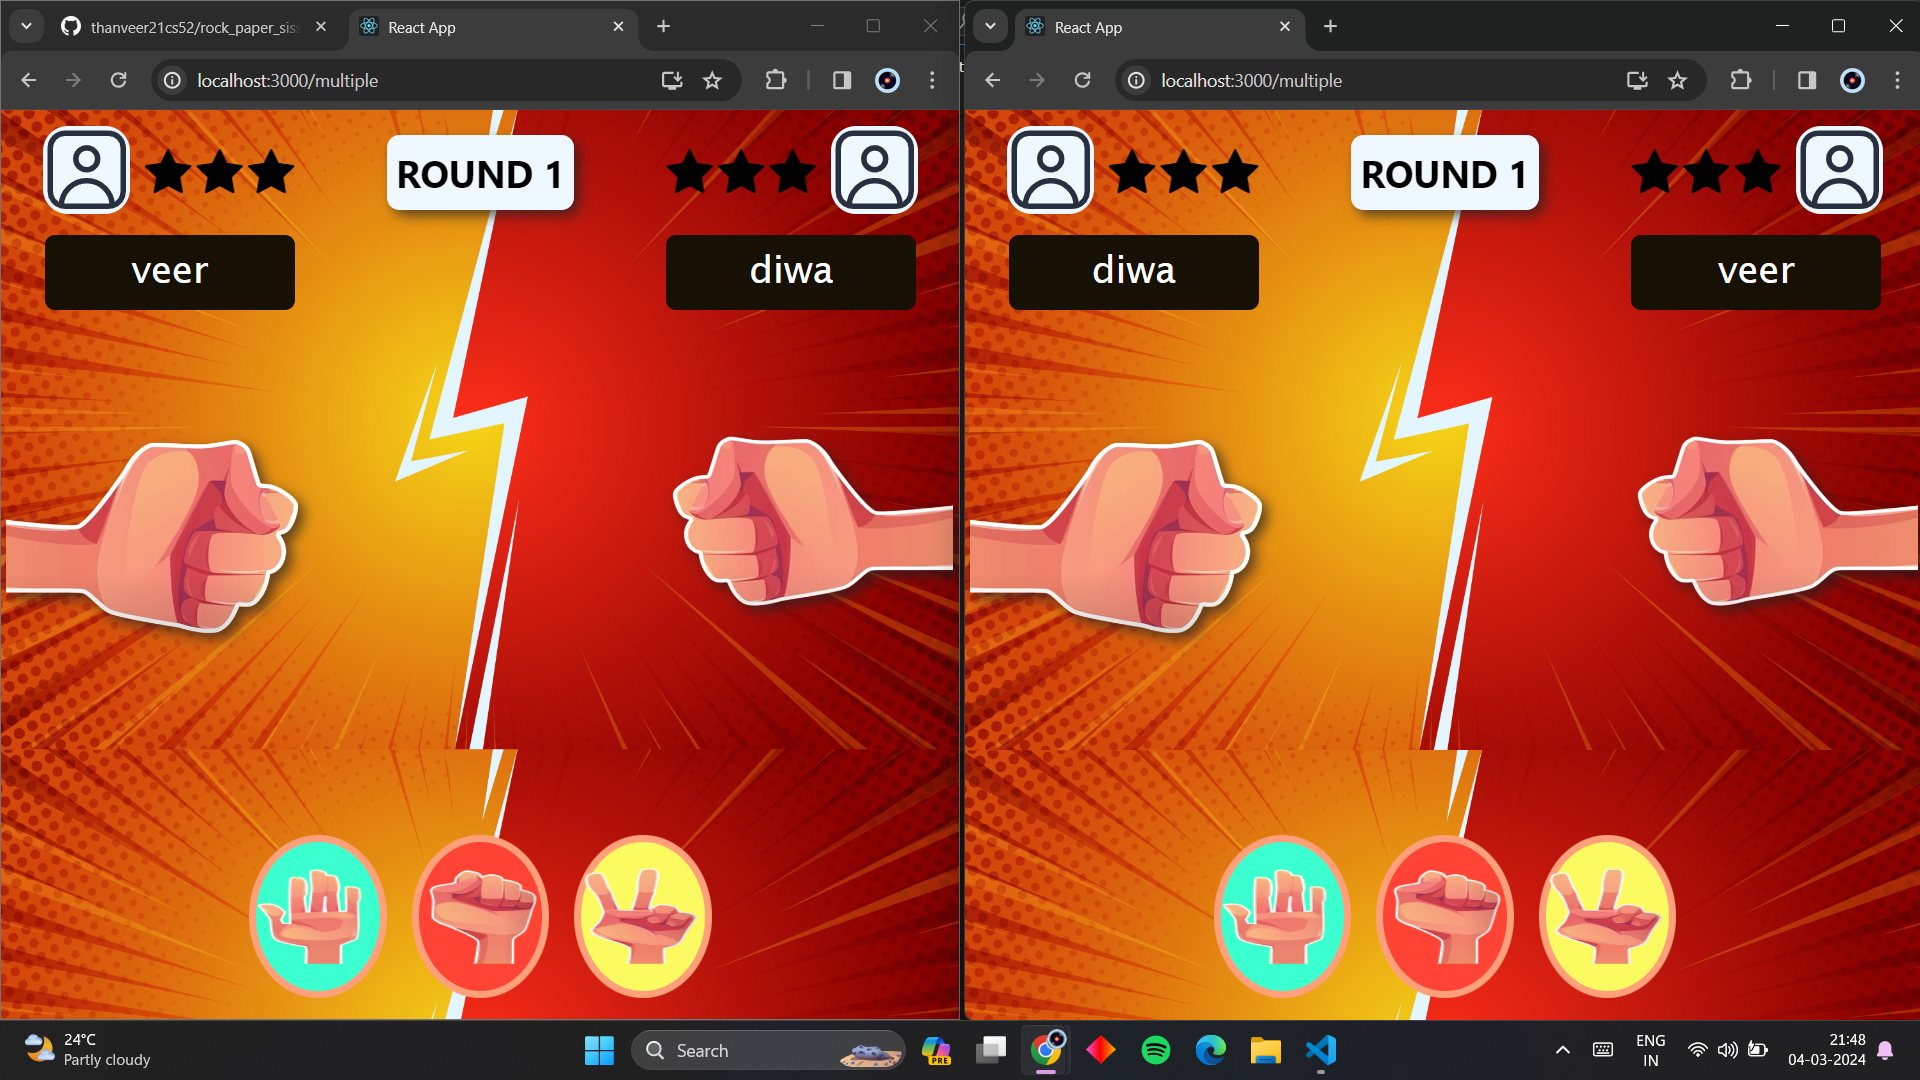 thanveer21cs52/rock_paper_sis
React App
localhost:3000/multiple
ROUND 1
veer
diwa
React App
localhost:3000/multiple
ROUND 1
diwa
veer
24°C
Partly cloudy
Search
PRE
ENG
IN
21:48
04-03-2024